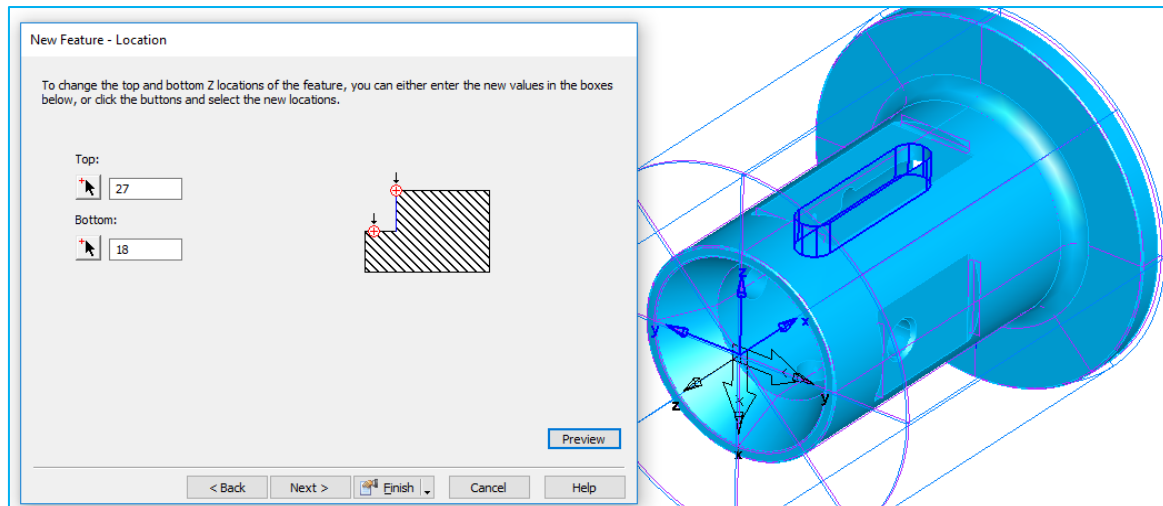 New Feature - Location
To change the top and bottom Z locations of the feature, you can either enter the new values in the boxes
below, or click the buttons and select the new locations.
Top:
27
Bottom:
18
Preview
< Back
Next >
Finish
Cancel
Help
z
x
y
z
y
x